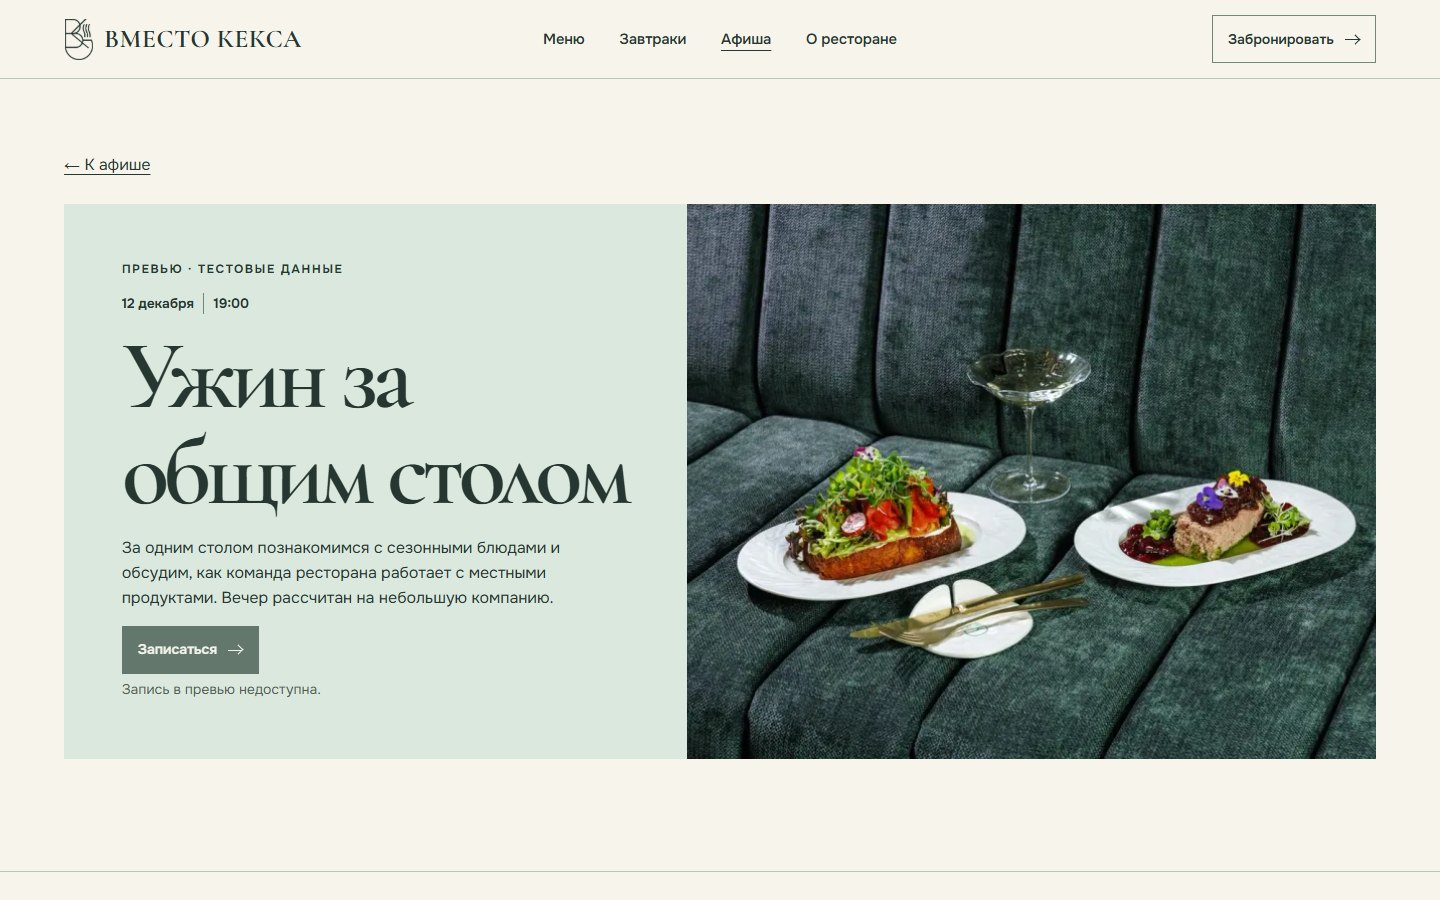 ВМЕСТО КЕКСА
Меню
Завтраки
Афиша
О ресторане
Забронировать →
← К афише
ПРЕВЬЮ · ТЕСТОВЫЕ ДАННЫЕ
12 декабря | 19:00
Ужин за
общим столом
За одним столом познакомимся с сезонными блюдами и
обсудим, как команда ресторана работает с местными
продуктами. Вечер рассчитан на небольшую компанию.
Записаться →
Запись в превью недоступна.